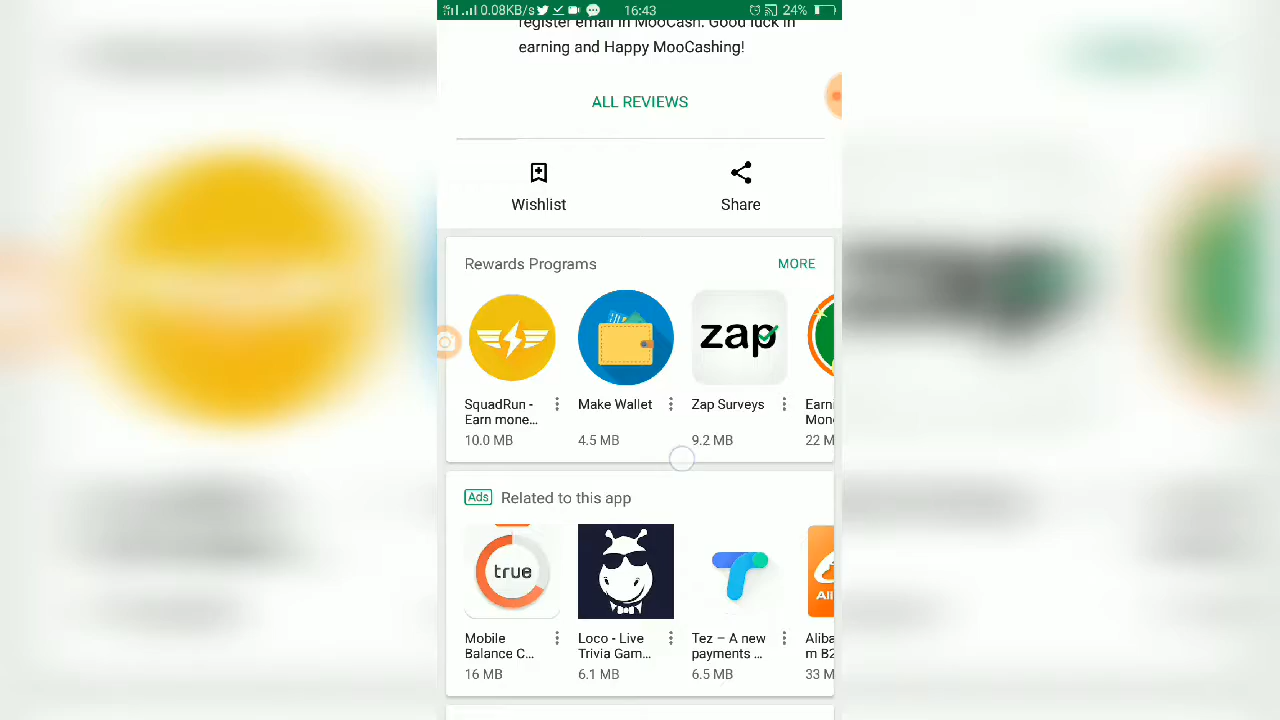 0.08KB/s
16:43
24%
register email in MooCash. Good luck in
earning and Happy MooCashing!
ALL REVIEWS
Wishlist
Share
Rewards Programs
MORE
zap
SquadRun -
Earn mone...
10.0 MB
Make Wallet
4.5 MB
Zap Surveys
9.2 MB
Earni
Mon
22 M
Ads
Related to this app
true
Ali
Mobile
Balance C...
16 MB
Loco - Live
Trivia Gam...
6.1 MB
Tez – A new
payments ...
6.5 MB
Aliba
m B2
33 M